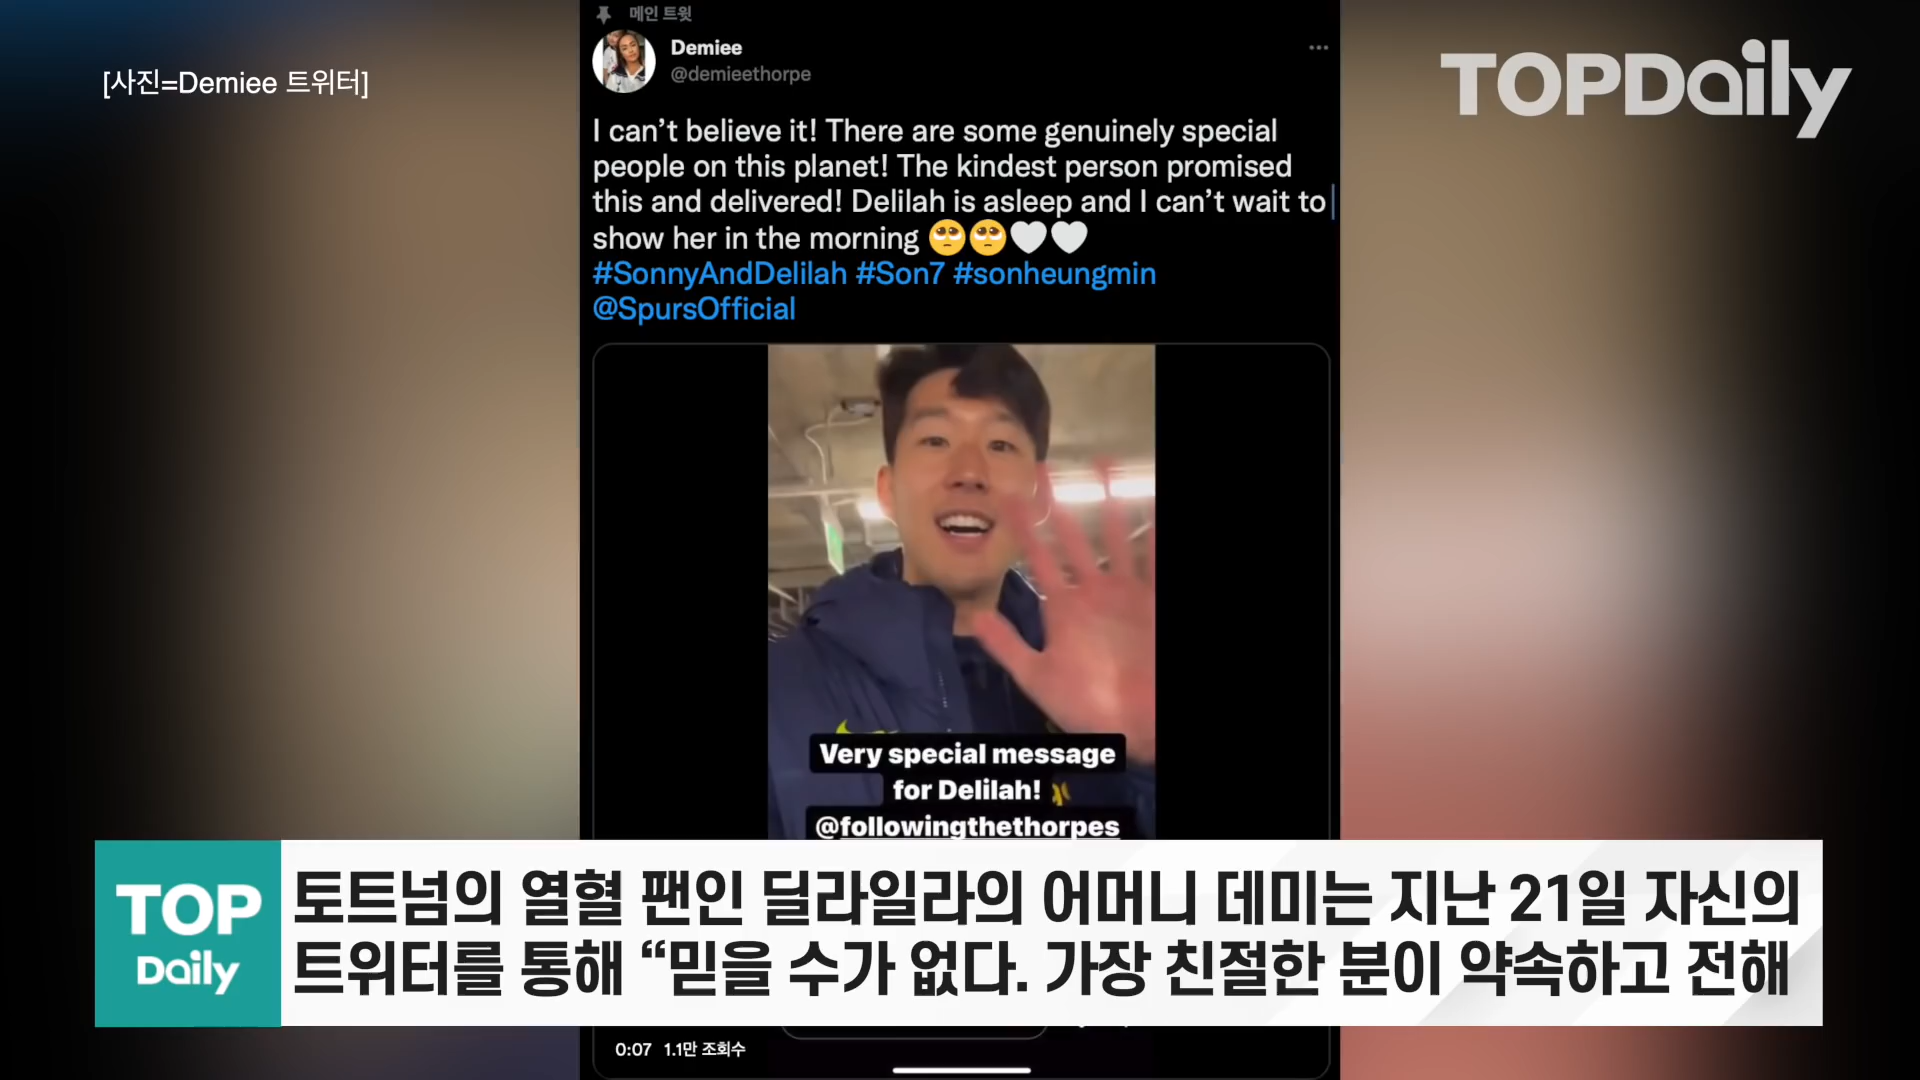 메인 트윗
Demiee
@demieethorpe
[사진=Demiee 트위터]
TOPDaily
I can’t believe it! There are some genuinely special
people on this planet! The kindest person promised
this and delivered! Delilah is asleep and I can’t wait to
show her in the morning 🥺🥺🤍🤍
#SonnyAndDelilah #Son7 #sonheungmin
@SpursOfficial
Very special message
for Delilah!
@followingthethorpes
TOP
Daily
토트넘의 열혈 팬인 딜라일라의 어머니 데미는 지난 21일 자신의
트위터를 통해 “믿을 수가 없다. 가장 친절한 분이 약속하고 전해
0:07 1.1만 조회수